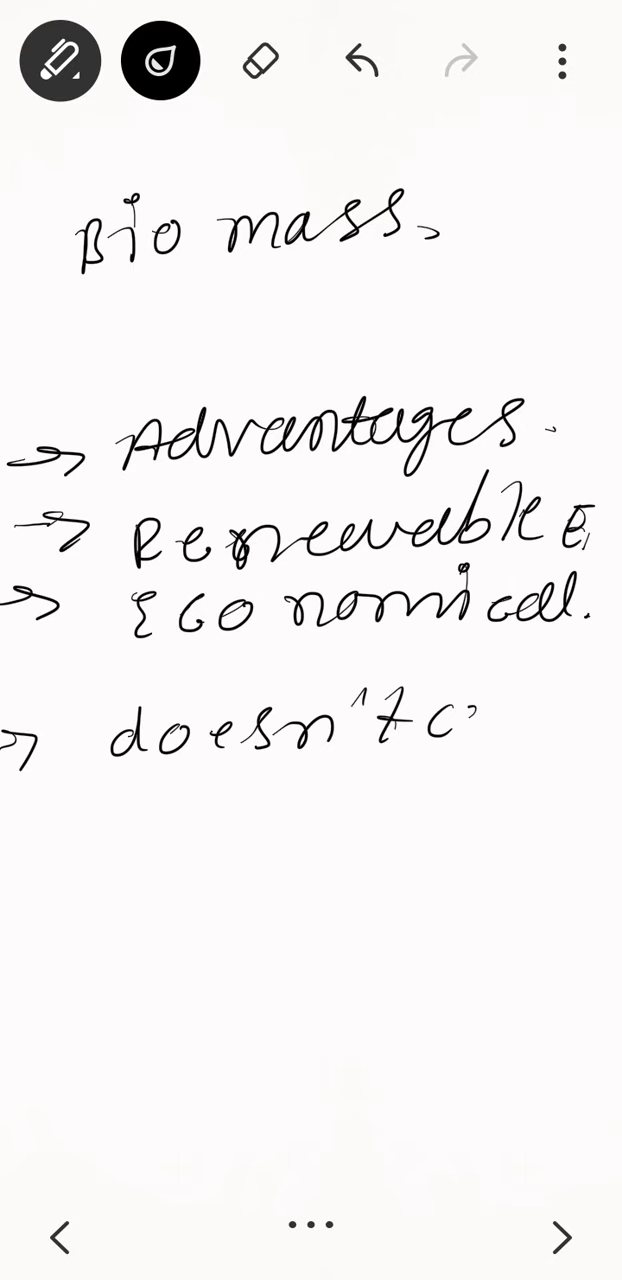 Bio mass,
→ Advantages.
→ Renewable E,
→ Economical.
→ doesn't c